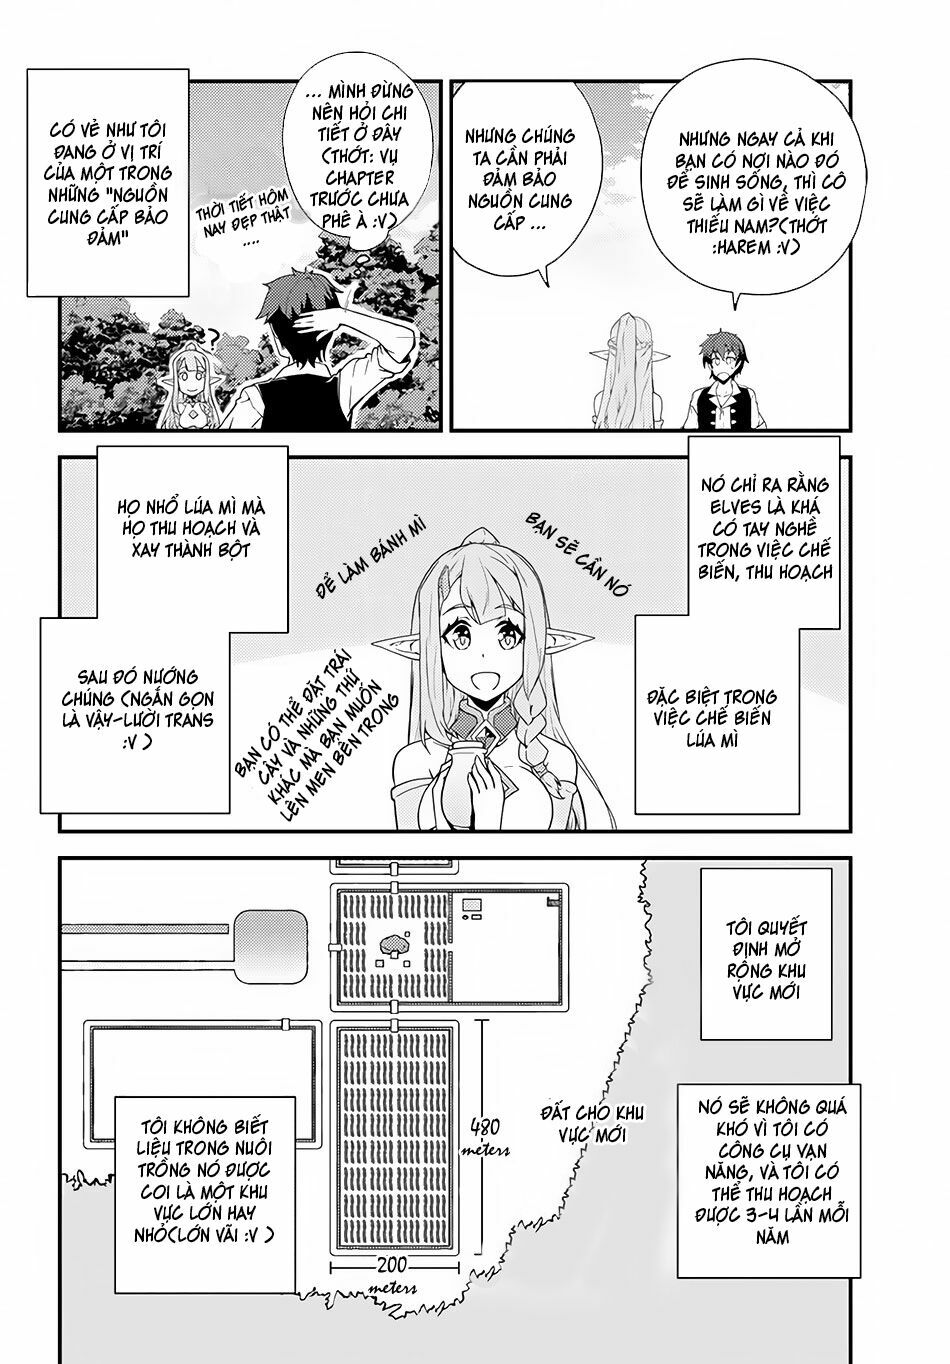 NHƯNG NGAY CẢ KHI
BẠN CÓ NƠI NÀO ĐÓ
ĐỂ SINH SỐNG, THÌ CÔ
SẼ LÀM GÌ VỀ VIỆC
THIẾU NAM?(THỚT
:HAREM :V)
NHƯNG CHÚNG
TA CẦN PHẢI
ĐẢM BẢO
NGUỒN CUNG
CẤP ...
... MÌNH ĐỪNG
NÊN HỎI CHI
TIẾT Ở ĐÂY
(THỚT: VỤ
CHAPTER
TRƯỚC CHƯA
PHÊ À :V)
THỜI TIẾT HÔM
NAY ĐẸP THẬT
....
?
CÓ VẺ NHƯ TÔI
ĐANG Ở VỊ TRÍ
CỦA MỘT TRONG
NHỮNG "NGUỒN
CUNG CẤP BẢO
ĐẢM"
NÓ CHỈ RA RẰNG
ELVES LÀ KHÁ
CÓ TAY NGHỀ
TRONG VIỆC CHẾ
BIẾN, THU HOẠCH
ĐẶC BIỆT TRONG
VIỆC CHẾ BIẾN
LÚA MÌ
BẠN SẼ CẦN NÓ
ĐỂ LÀM BÁNH MÌ
BẠN CÓ THỂ ĐẶT TRÁI
CÂY VÀ NHỮNG THỨ
KHÁC MÀ BẠN MUỐN
LÊN MEN BÊN TRONG
HỌ NHỔ LÚA MÌ MÀ
HỌ THU HOẠCH VÀ
XAY THÀNH BỘT
SAU ĐÓ NƯỚNG
CHÚNG (NGẮN GỌN
LÀ VẬY-LƯỜI TRANS
:V )
TÔI QUYẾT
ĐỊNH MỞ
RỘNG KHU
VỰC MỚI
NÓ SẼ KHÔNG QUÁ
KHÓ VÌ TÔI CÓ
CÔNG CỤ VẠN
NĂNG, VÀ TÔI CÓ
THỂ THU HOẠCH
ĐƯỢC 3-4 LẦN MỖI
NĂM
ĐẤT CHO KHU
VỰC MỚI
480
meters
200
meters
TÔI KHÔNG BIẾT
LIỆU TRONG NUÔI
TRỒNG NÓ ĐƯỢC
COI LÀ MỘT KHU
VỰC LỚN HAY
NHỎ(LỚN VÃI :V )